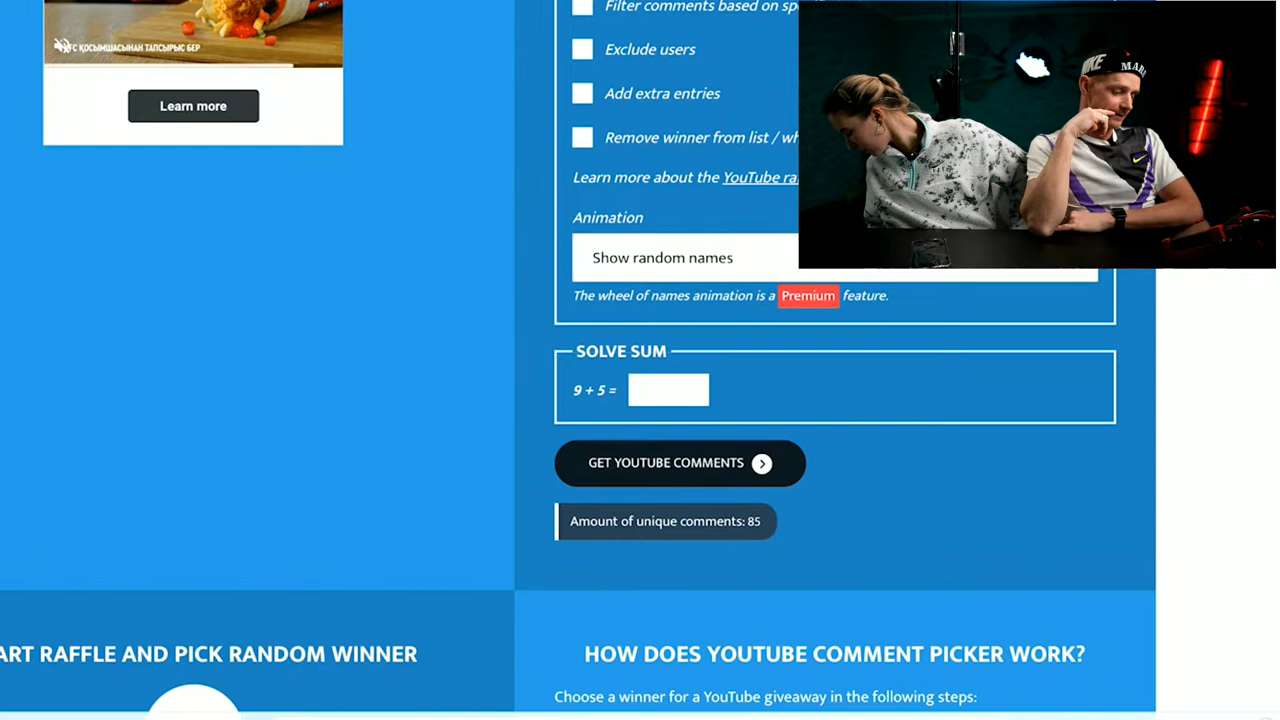 Filter comments based on sp
Exclude users
Add extra entries
Remove winner from list / wh
Learn more about the YouTube ra
Animation
Show random names
The wheel of names animation is a Premium feature.
SOLVE SUM
9 + 5 =
GET YOUTUBE COMMENTS
Amount of unique comments: 85
ҚОСЫМШАСЫНАН ТАПСЫРЫС БЕР
Learn more
ART RAFFLE AND PICK RANDOM WINNER
HOW DOES YOUTUBE COMMENT PICKER WORK?
Choose a winner for a YouTube giveaway in the following steps: